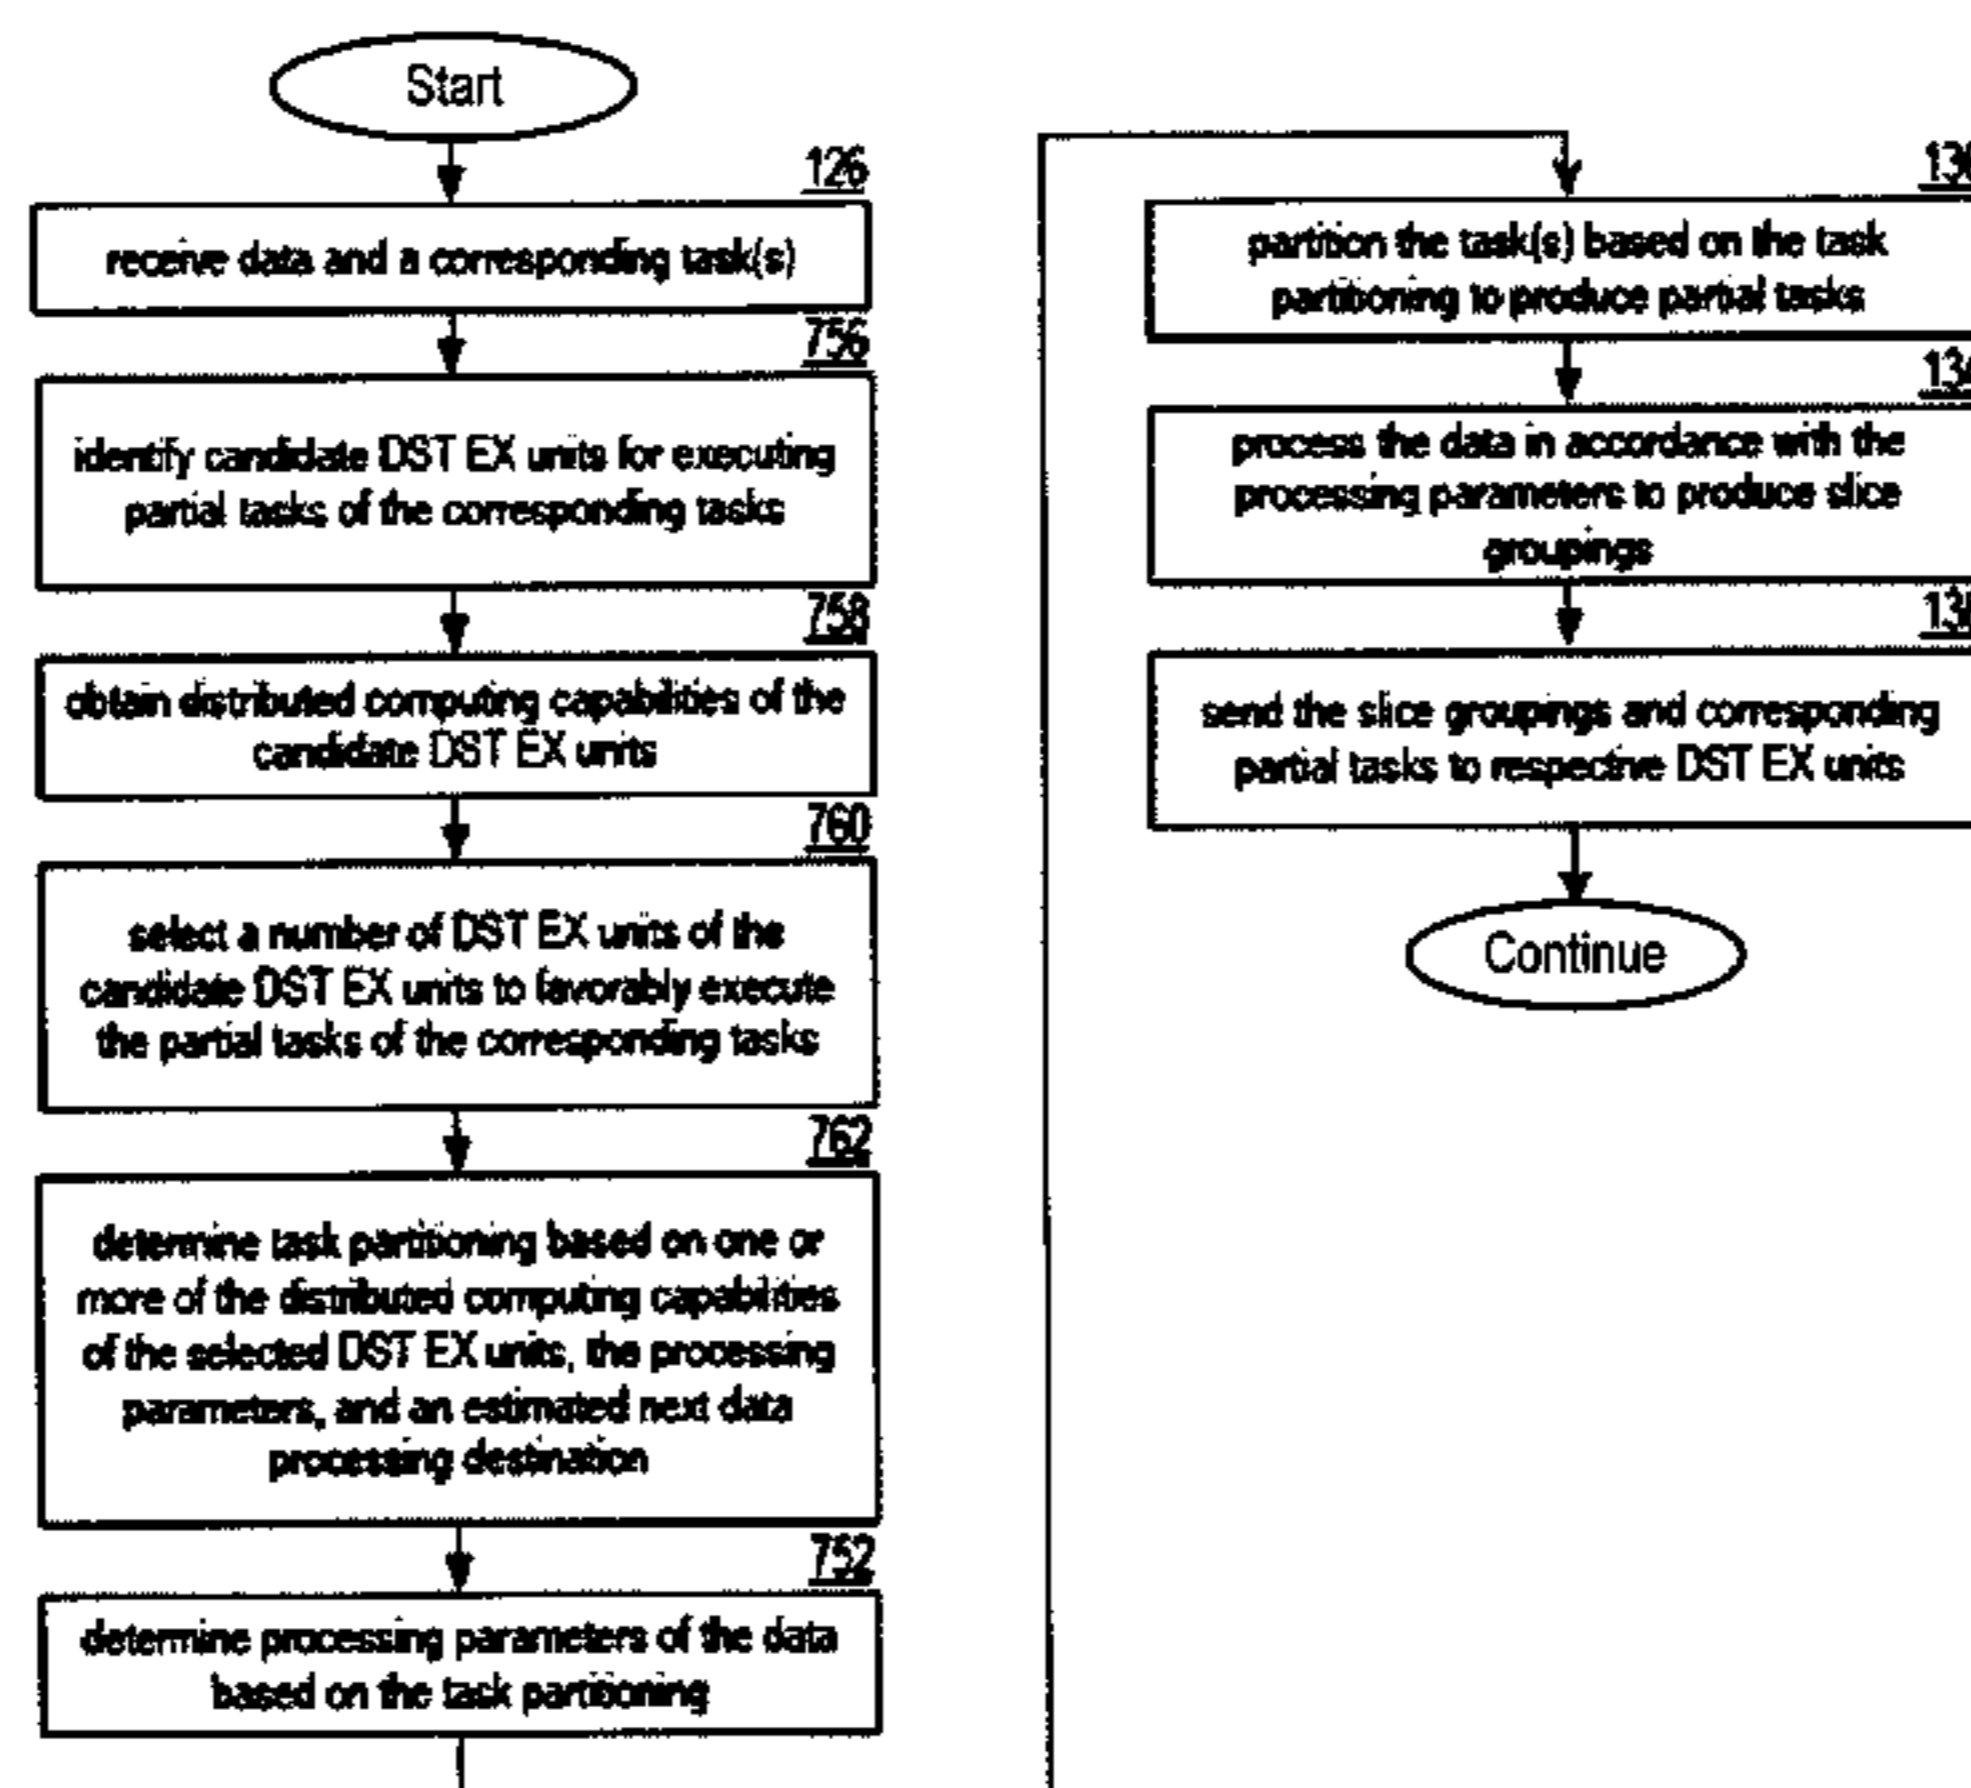 Start
126
receive data and a corresponding task(s)
756
identify candidate DST EX units for executing
partial tasks of the corresponding tasks
758
obtain distributed computing capabilities of the
candidate DST EX units
760
select a number of DST EX units of the
candidate DST EX units to favorably execute
the partial tasks of the corresponding tasks
762
determine task partitioning based on one or
more of the distributed computing capabilities
of the selected DST EX units, the processing
parameters, and an estimated next data
processing destination
752
determine processing parameters of the data
based on the task partitioning
partition the task(s) based on the task
partitioning to produce partial tasks
process the data in accordance with the
processing parameters to produce slice
groupings
send the slice groupings and corresponding
partial tasks to respective DST EX units
Continue